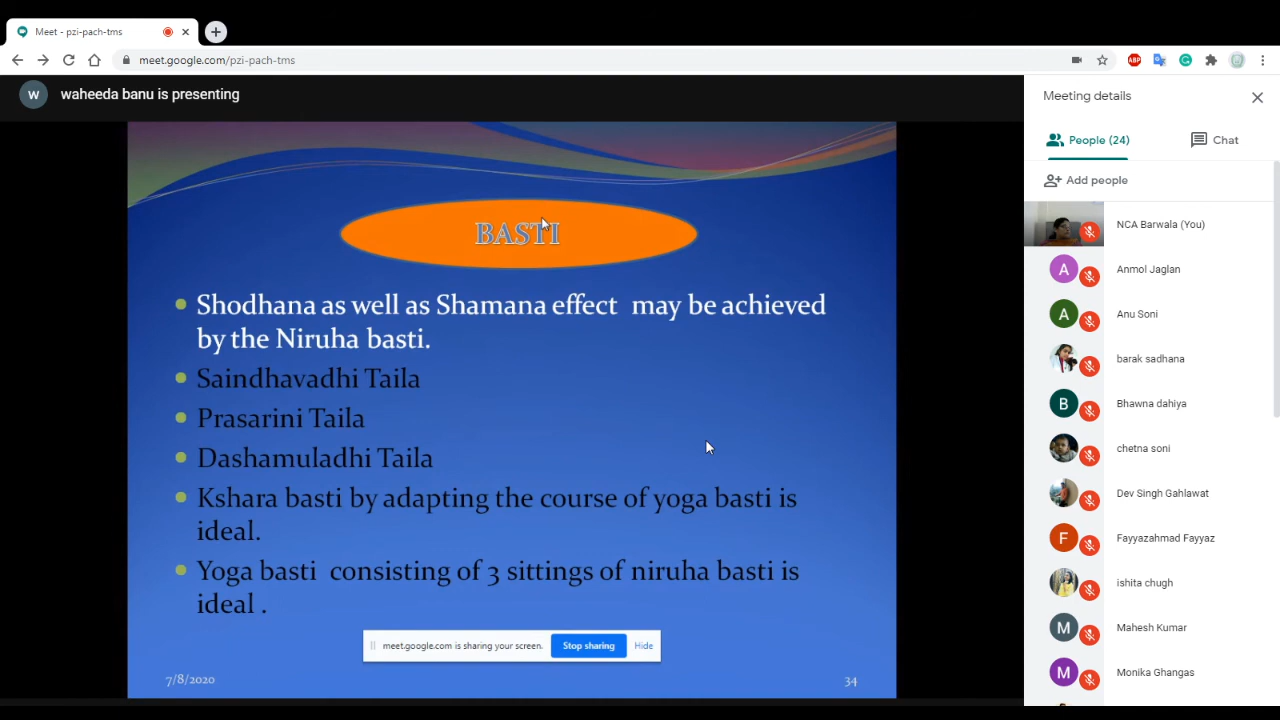 Meet - pzi-pach-tms
meet.google.com/pzi-pach-tms
ABP
W
waheeda banu is presenting
Meeting details
People (24)
Chat
Add people
BASTI
Shodhana as well as Shamana effect may be achieved
by the Niruha basti.
Saindhavadhi Taila
Prasarini Taila
Dashamuladhi Taila
Kshara basti by adapting the course of yoga basti is
ideal.
Yoga basti consisting of 3 sittings of niruha basti is
ideal .
meet.google.com is sharing your screen.
Stop sharing
Hide
7/8/2020
34
NCA Barwala (You)
A
Anmol Jaglan
A
Anu Soni
barak sadhana
B
Bhawna dahiya
chetna soni
Dev Singh Gahlawat
F
Fayyazahmad Fayyaz
ishita chugh
M
Mahesh Kumar
M
Monika Ghangas